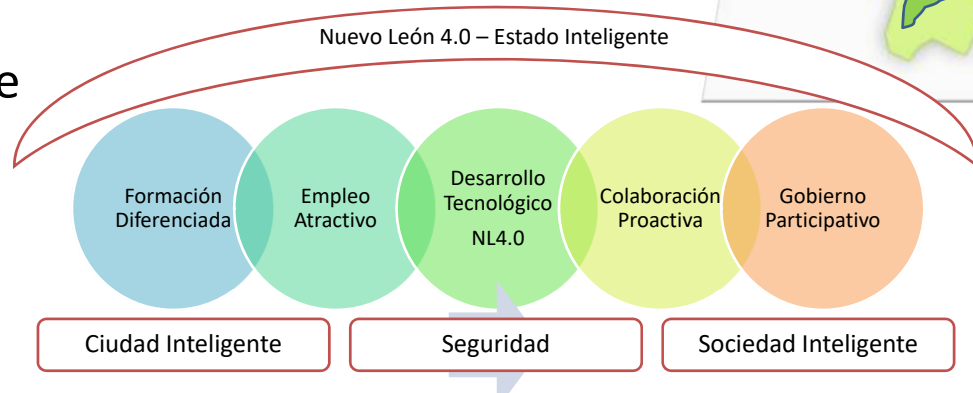 Nuevo León 4.0 – Estado Inteligente
e
Formación
Diferenciada
Empleo
Atractivo
Desarrollo
Tecnológico
NL4.0
Colaboración
Proactiva
Gobierno
Participativo
Ciudad Inteligente
Seguridad
Sociedad Inteligente